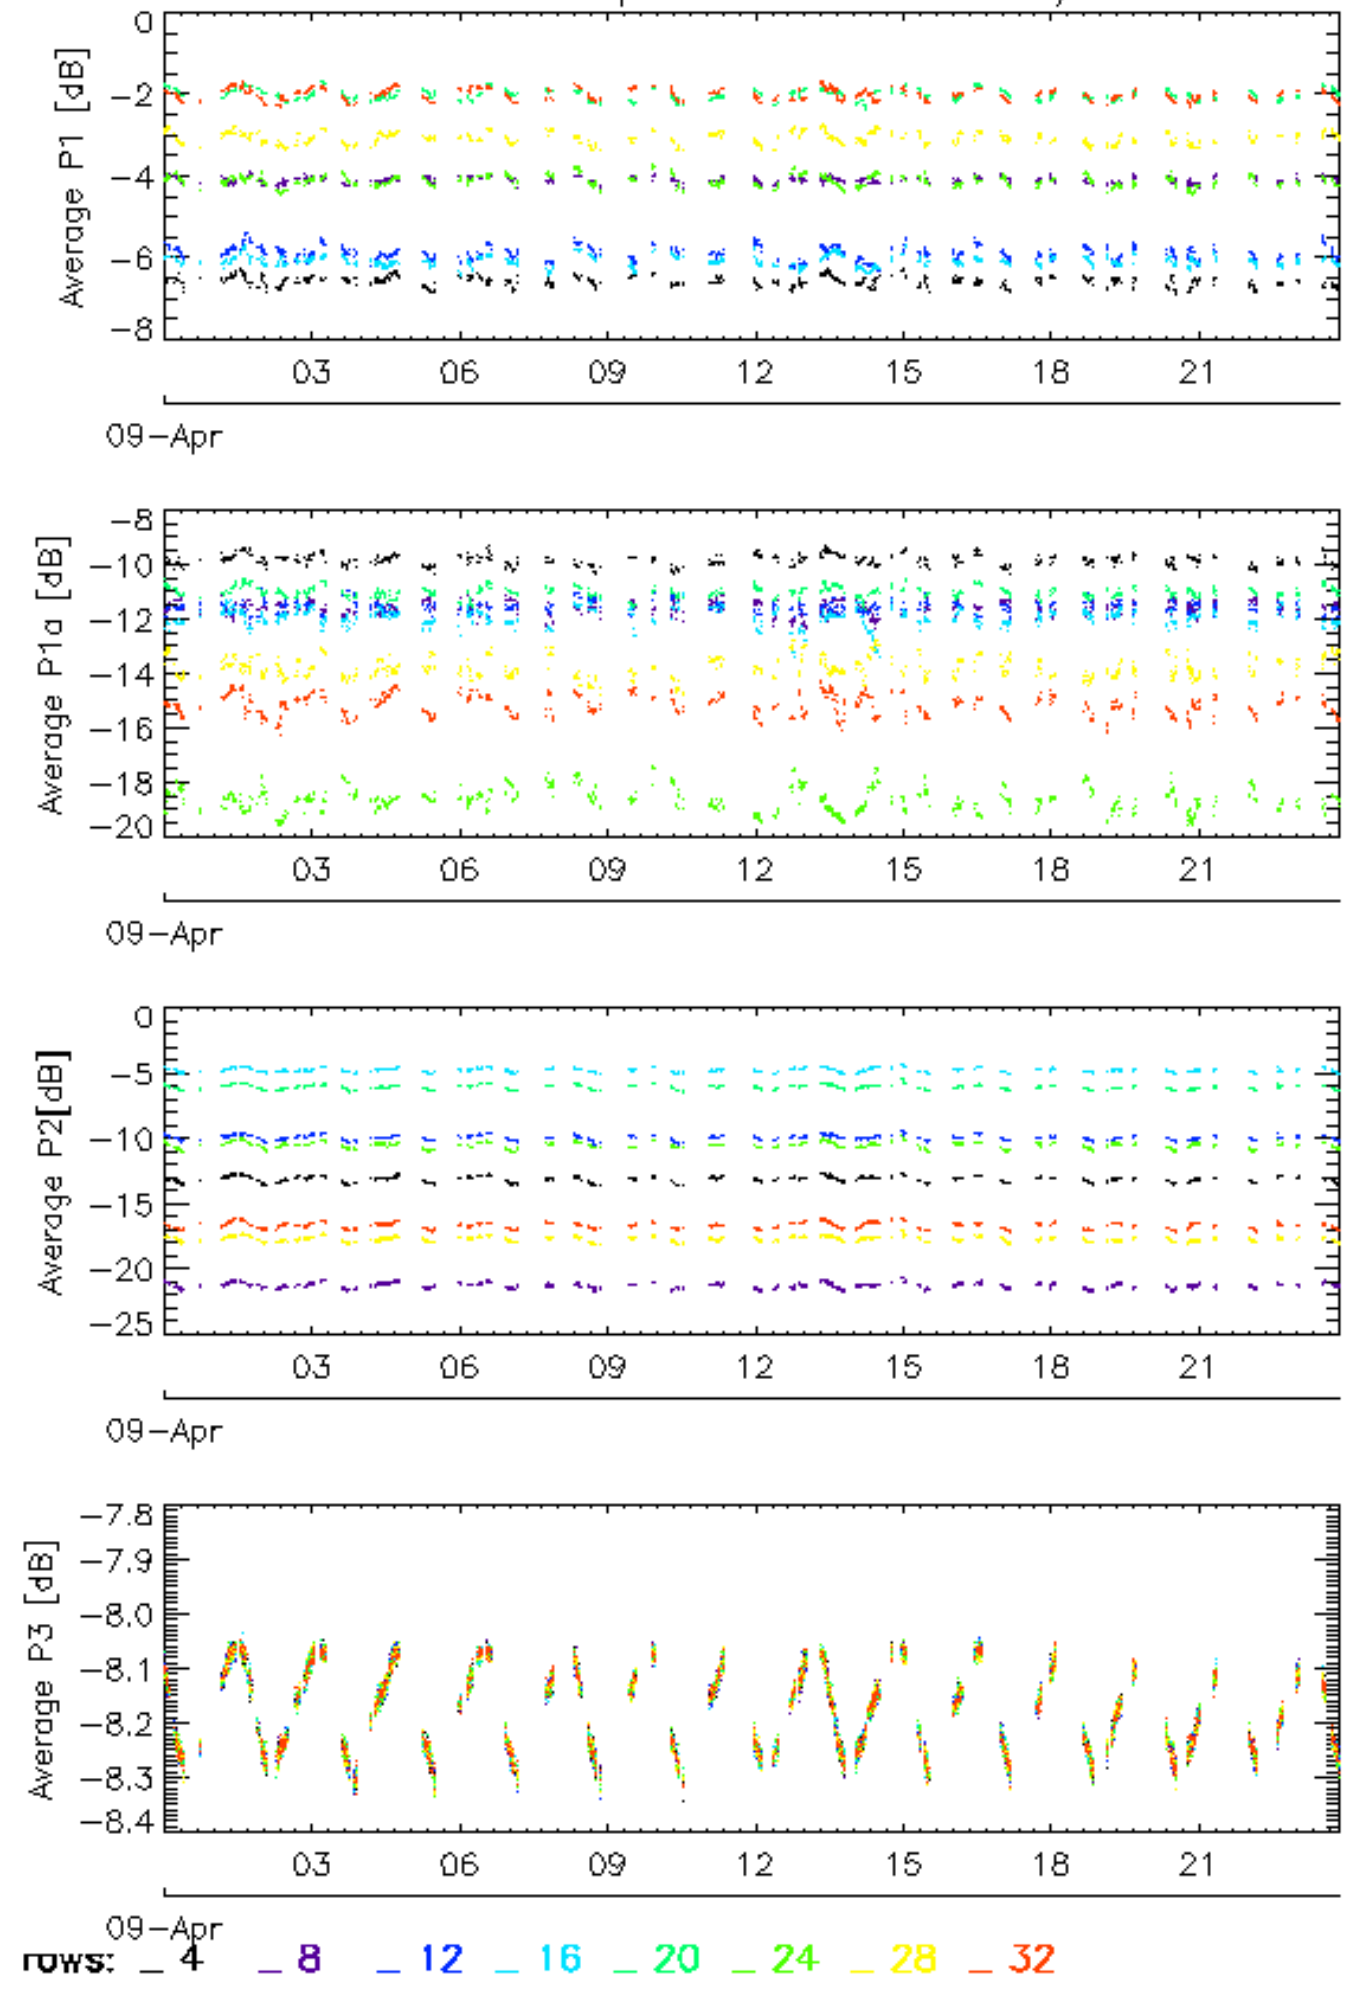 0
−2
−4
−6
−8
Average P1 [dB]
03 06 09 12 15 18 21
09−Apr
−8
−10
−12
−14
−16
−18
−20
Average P1a [dB]
03 06 09 12 15 18 21
09−Apr
0
−5
−10
−15
−20
−25
Average P2[dB]
03 06 09 12 15 18 21
09−Apr
−7.8
−7.9
−8.0
−8.1
−8.2
−8.3
−8.4
Average P3 [dB]
03 06 09 12 15 18 21
09−Apr
rows: _ 4 _ 8 _ 12 _ 16 _ 20 _ 24 _ 28 _ 32